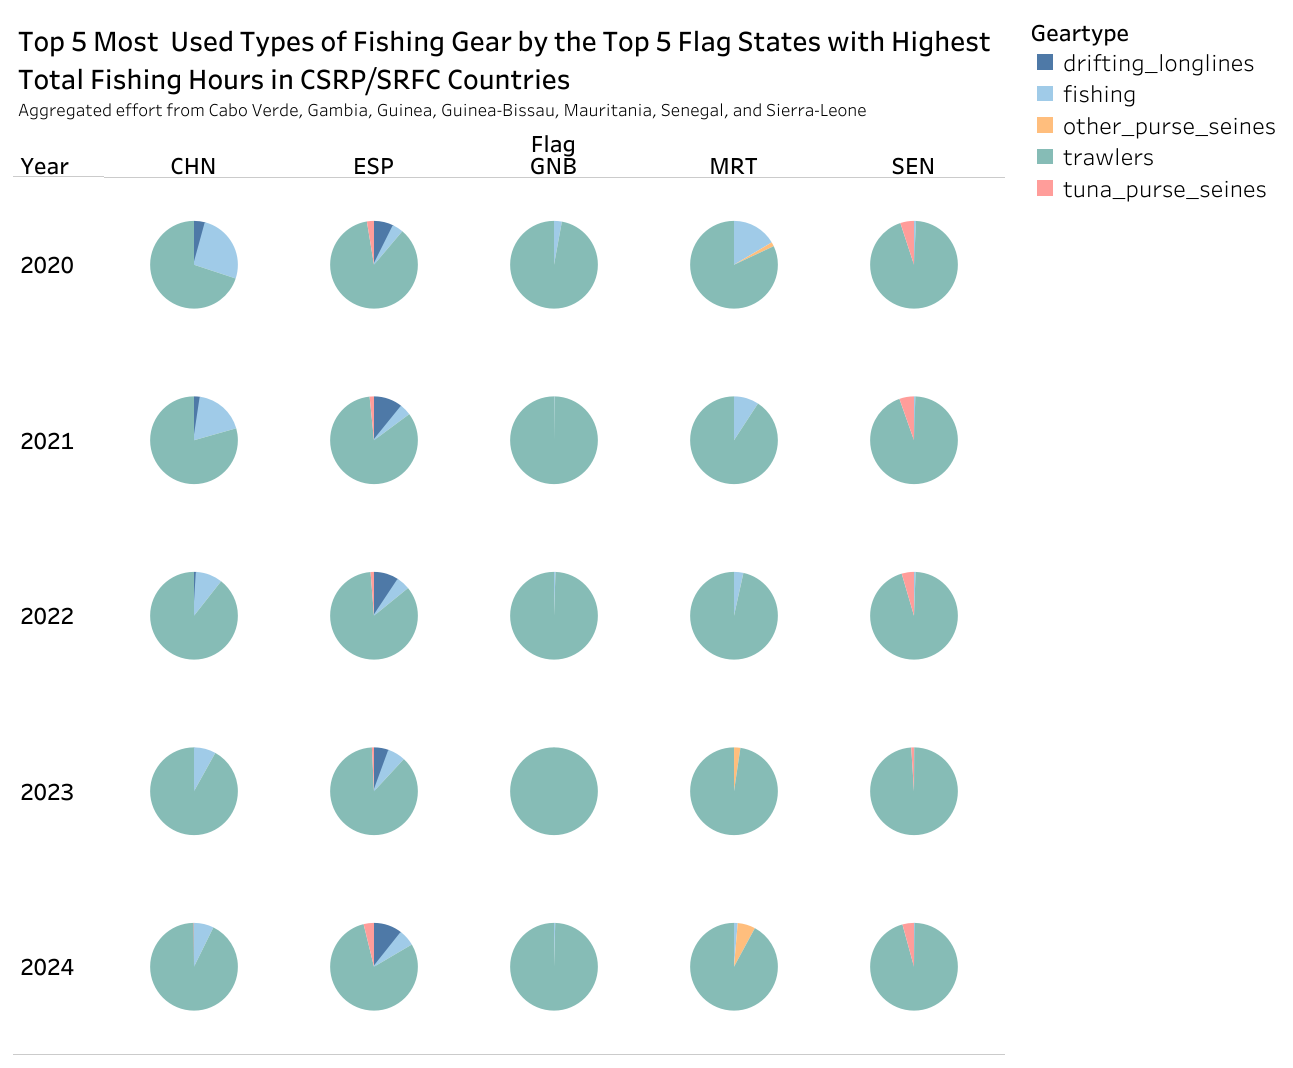 Top 5 Most  Used Types of Fishing Gear by the Top 5 Flag States with Highest
Total Fishing Hours in CSRP/SRFC Countries
Aggregated effort from Cabo Verde, Gambia, Guinea, Guinea-Bissau, Mauritania, Senegal, and Sierra-Leone
Flag
Year CHN ESP GNB MRT SEN
2020
2021
2022
2023
2024
Geartype
drifting_longlines
fishing
other_purse_seines
trawlers
tuna_purse_seines